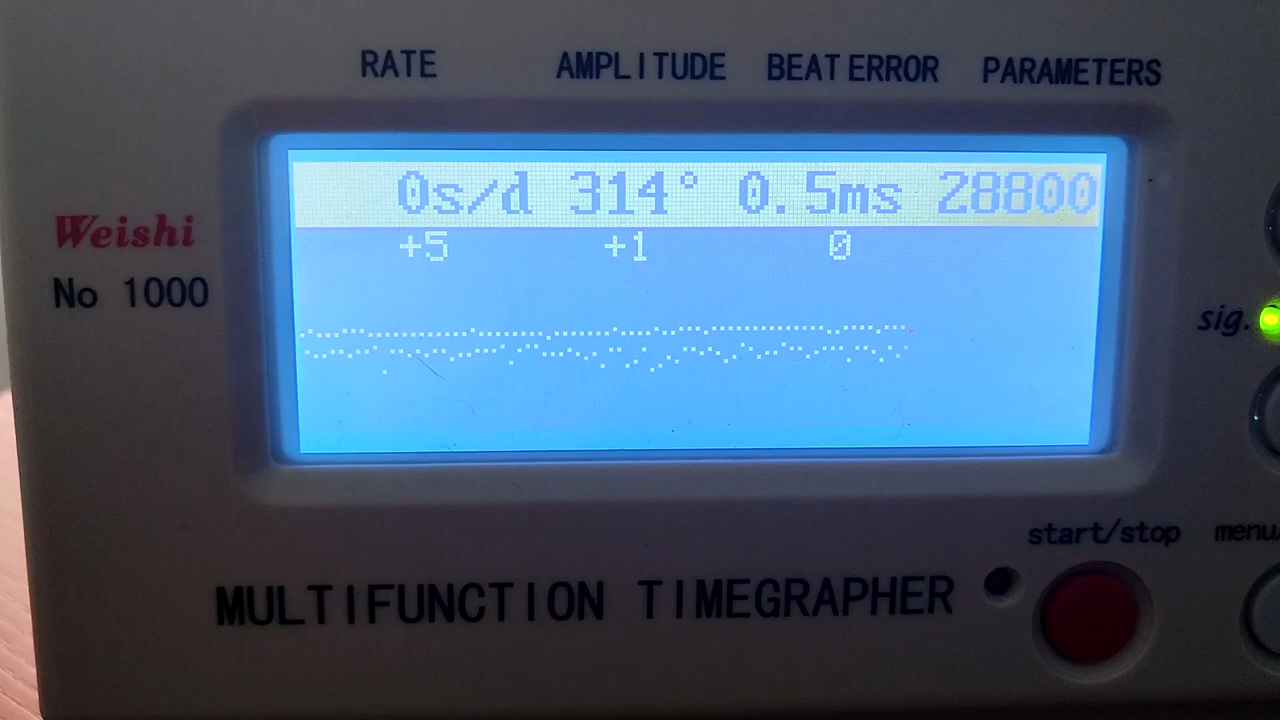 RATE AMPLITUDE BEAT ERROR PARAMETERS
0s/d 314° 0.5ms 28800
+5 +1 0
Weishi
No 1000
sig.
start/stop menu/
MULTIFUNCTION TIMEGRAPHER